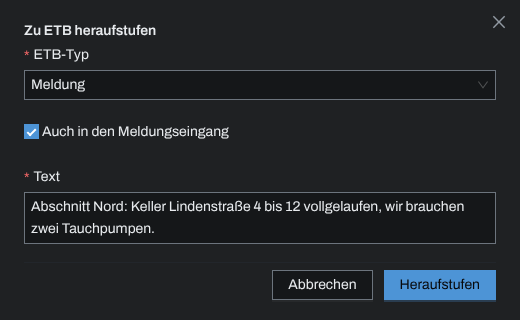 Zu ETB heraufstufen
* ETB-Typ
Meldung
Auch in den Meldungseingang
* Text
Abschnitt Nord: Keller Lindenstraße 4 bis 12 vollgelaufen, wir brauchen
zwei Tauchpumpen.
Abbrechen
Heraufstufen